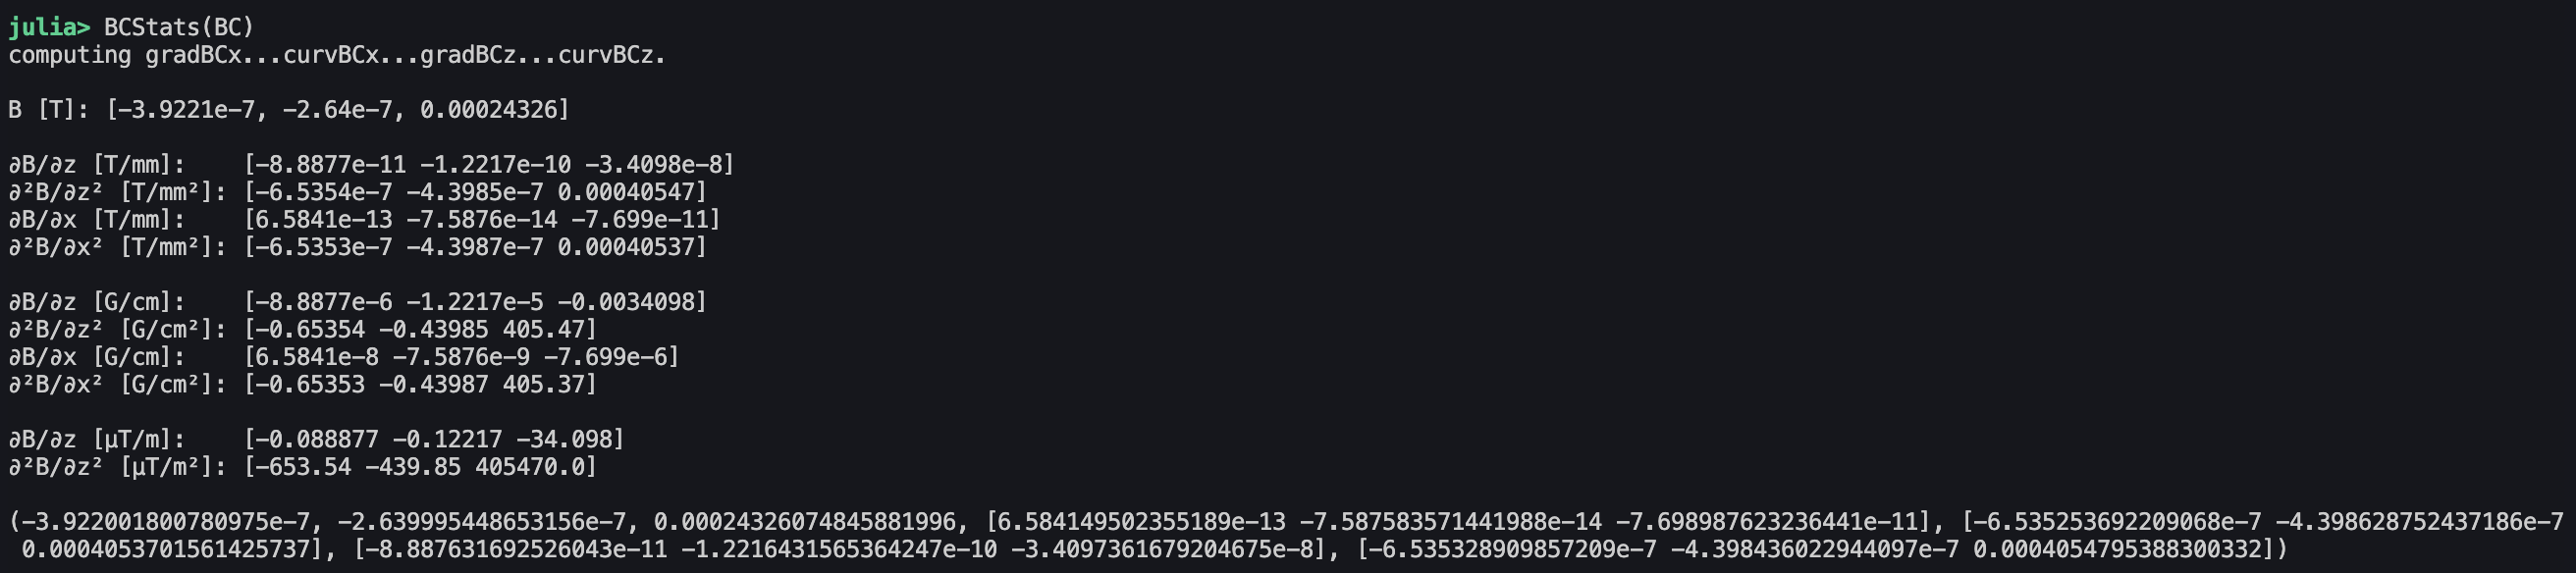 julia> BCStats(BC)
computing gradBCx...curvBCx...gradBCz...curvBCz.
B [T]: [-3.9221e-7, -2.64e-7, 0.00024326]
∂B/∂z [T/mm]:    [-8.8877e-11 -1.2217e-10 -3.4098e-8]
∂²B/∂z² [T/mm²]: [-6.5354e-7 -4.3985e-7 0.00040547]
∂B/∂x [T/mm]:    [6.5841e-13 -7.5876e-14 -7.699e-11]
∂²B/∂x² [T/mm²]: [-6.5353e-7 -4.3987e-7 0.00040537]
∂B/∂z [G/cm]:    [-8.8877e-6 -1.2217e-5 -0.0034098]
∂²B/∂z² [G/cm²]: [-0.65354 -0.43985 405.47]
∂B/∂x [G/cm]:    [6.5841e-8 -7.5876e-9 -7.699e-6]
∂²B/∂x² [G/cm²]: [-0.65353 -0.43987 405.37]
∂B/∂z [μT/m]:    [-0.088877 -0.12217 -34.098]
∂²B/∂z² [μT/m²]: [-653.54 -439.85 405470.0]
(-3.922001800780975e-7, -2.639995448653156e-7, 0.00024326074845881996, [6.584149502355189e-13 -7.587583571441988e-14 -7.698987623236441e-11], [-6.535253692209068e-7 -4.398628752437186e-7
0.0004053701561425737], [-8.887631692526043e-11 -1.2216431565364247e-10 -3.4097361679204675e-8], [-6.535328909857209e-7 -4.398436022944097e-7 0.0004054795388300332])